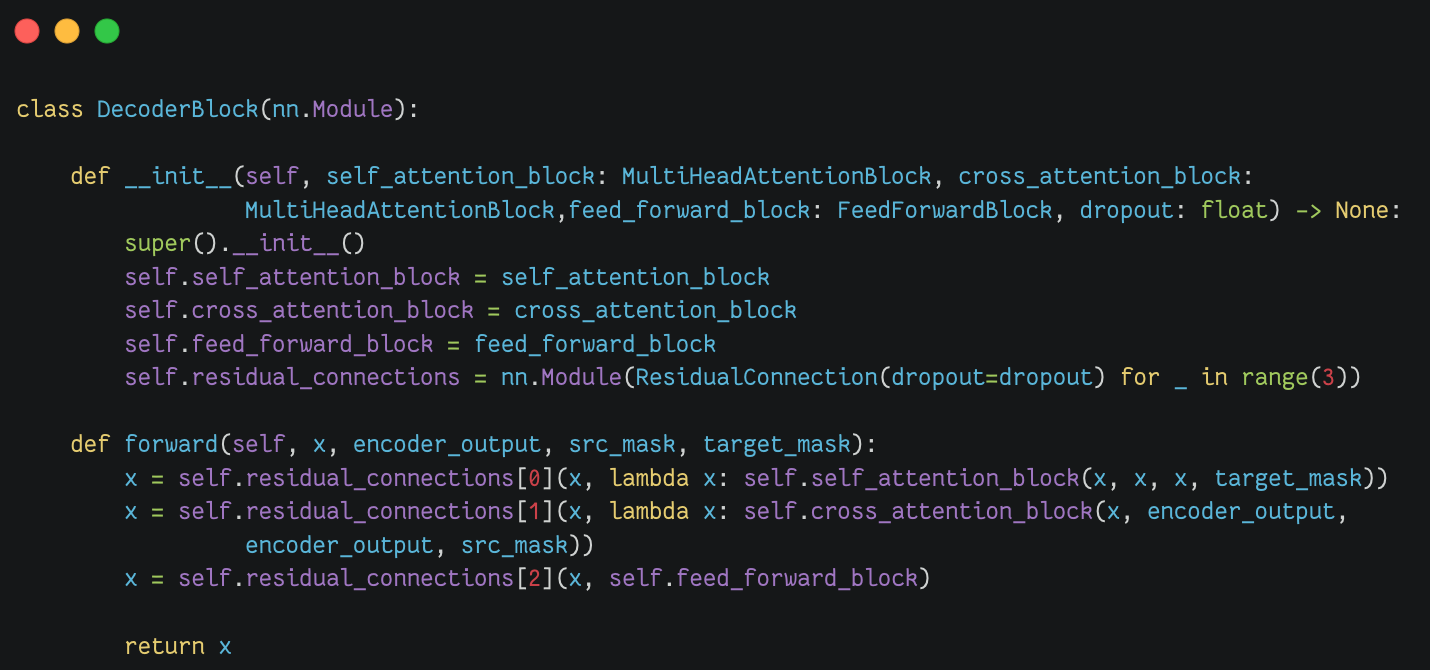 class DecoderBlock(nn.Module):
def __init__(self, self_attention_block: MultiHeadAttentionBlock, cross_attention_block:
MultiHeadAttentionBlock,feed_forward_block: FeedForwardBlock, dropout: float) -> None:
super().__init__()
self.self_attention_block = self_attention_block
self.cross_attention_block = cross_attention_block
self.feed_forward_block = feed_forward_block
self.residual_connections = nn.Module(ResidualConnection(dropout=dropout) for _ in range(3))
def forward(self, x, encoder_output, src_mask, target_mask):
x = self.residual_connections[0](x, lambda x: self.self_attention_block(x, x, x, target_mask))
x = self.residual_connections[1](x, lambda x: self.cross_attention_block(x, encoder_output,
encoder_output, src_mask))
x = self.residual_connections[2](x, self.feed_forward_block)
return x